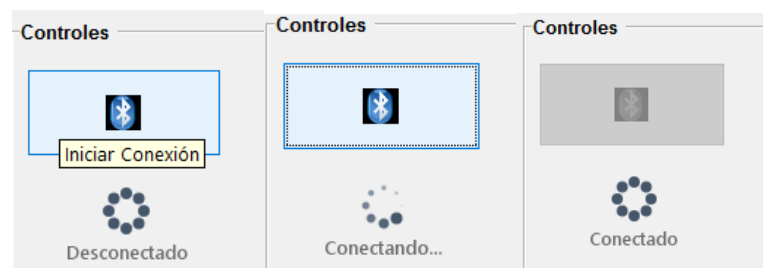 Controles
Iniciar Conexión
Desconectado
Controles
Conectando...
Controles
Conectado